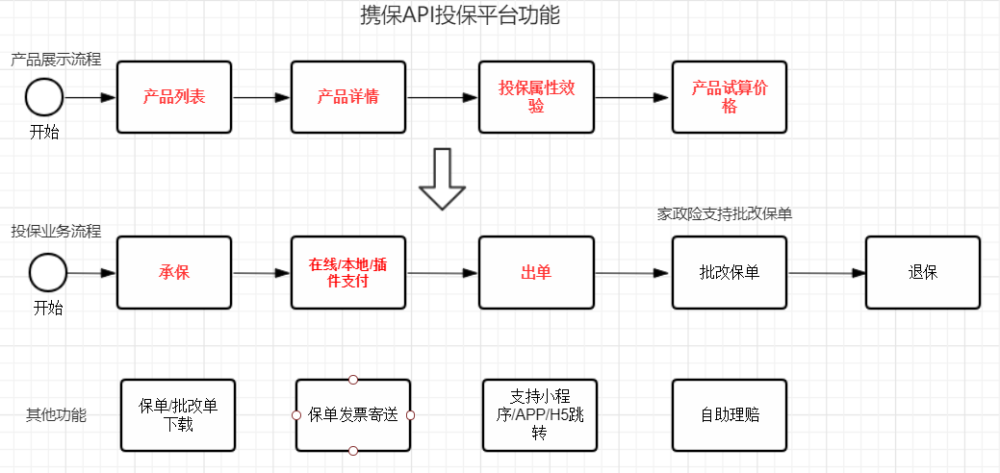 携保API投保平台功能
产品展示流程
开始
产品列表
产品详情
投保属性效
验
产品试算价
格
家政险支持批改保单
投保业务流程
开始
承保
在线/本地/插
件支付
出单
批改保单
退保
其他功能
保单/批改单
下载
保单发票寄送
支持小程
序/APP/H5跳
转
自助理赔